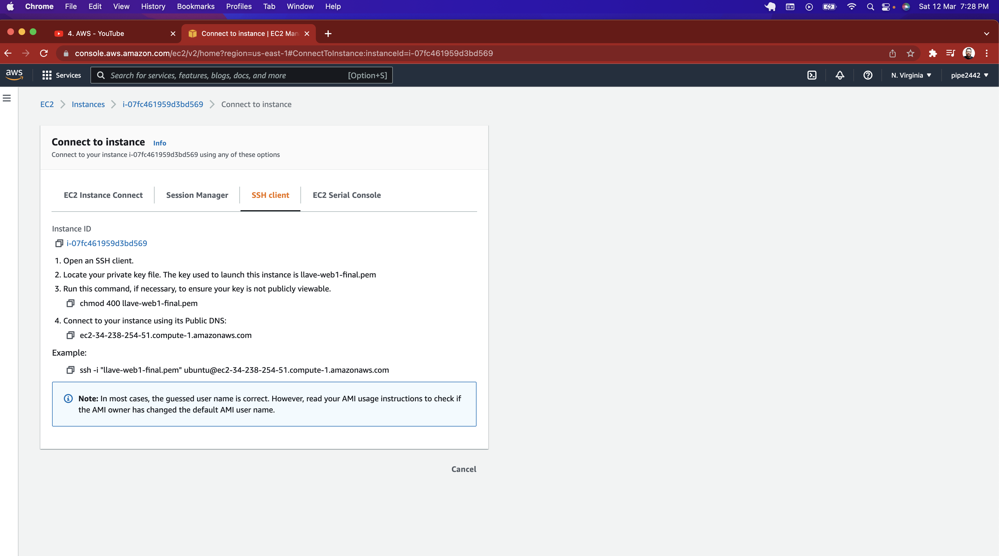 Chrome File Edit View History Bookmarks Profiles Tab Window Help Sat 12 Mar 7:28 PM
4. AWS - YouTube Connect to instance | EC2 Man
console.aws.amazon.com/ec2/v2/home?region=us-east-1#ConnectToInstance:instanceId=i-07fc461959d3bd569
aws Services Search for services, features, blogs, docs, and more [Option+S] N. Virginia pipe2442
EC2 Instances i-07fc461959d3bd569 Connect to instance
Connect to instance Info
Connect to your instance i-07fc461959d3bd569 using any of these options
EC2 Instance Connect Session Manager SSH client EC2 Serial Console
Instance ID
i-07fc461959d3bd569
1. Open an SSH client.
2. Locate your private key file. The key used to launch this instance is llave-web1-final.pem
3. Run this command, if necessary, to ensure your key is not publicly viewable.
chmod 400 llave-web1-final.pem
4. Connect to your instance using its Public DNS:
ec2-34-238-254-51.compute-1.amazonaws.com
Example:
ssh -i "llave-web1-final.pem" ubuntu@ec2-34-238-254-51.compute-1.amazonaws.com
Note: In most cases, the guessed user name is correct. However, read your AMI usage instructions to check if
the AMI owner has changed the default AMI user name.
Cancel